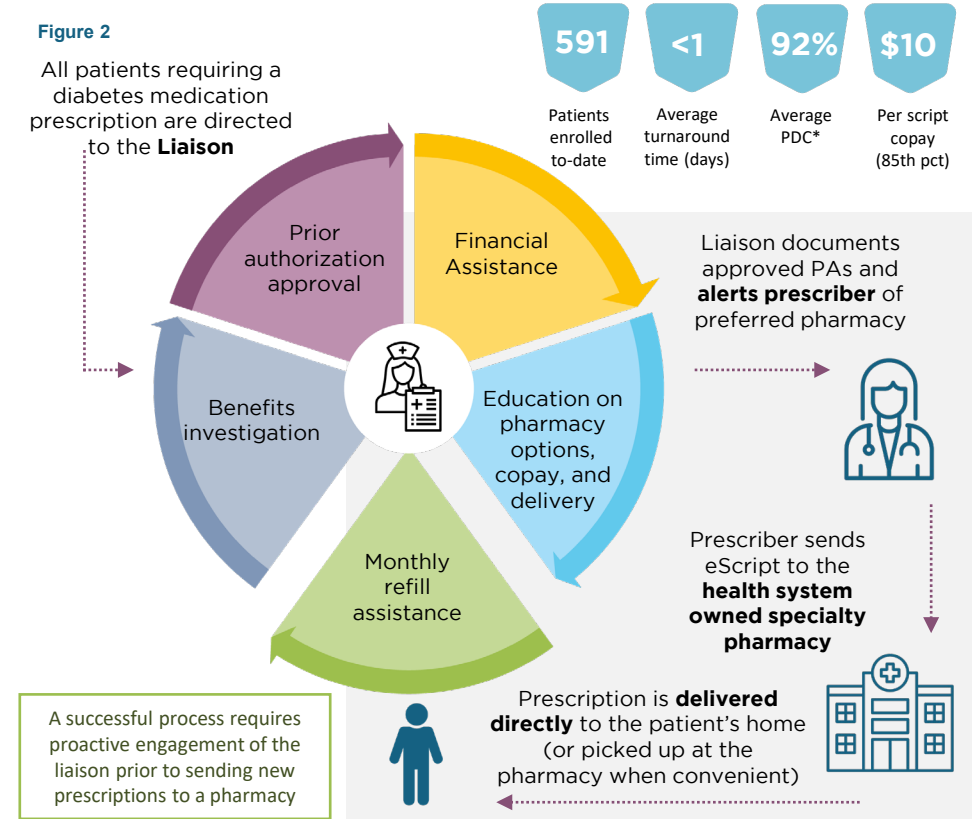 Figure 2
All patients requiring a
diabetes medication
prescription are directed
to the Liaison
591
Patients
enrolled
to-date
<1
Average
turnaround
time (days)
92%
Average
PDC*
$10
Per script
copay
(85th pct)
Prior
authorization
approval
Financial
Assistance
Benefits
investigation
Education on
pharmacy
options,
copay, and
delivery
Monthly
refill
assistance
Liaison documents
approved PAs and
alerts prescriber of
preferred pharmacy
Prescriber sends
eScript to the
health system
owned specialty
pharmacy
Prescription is delivered
directly to the patient's home
(or picked up at the
pharmacy when convenient)
A successful process requires
proactive engagement of the
liaison prior to sending new
prescriptions to a pharmacy